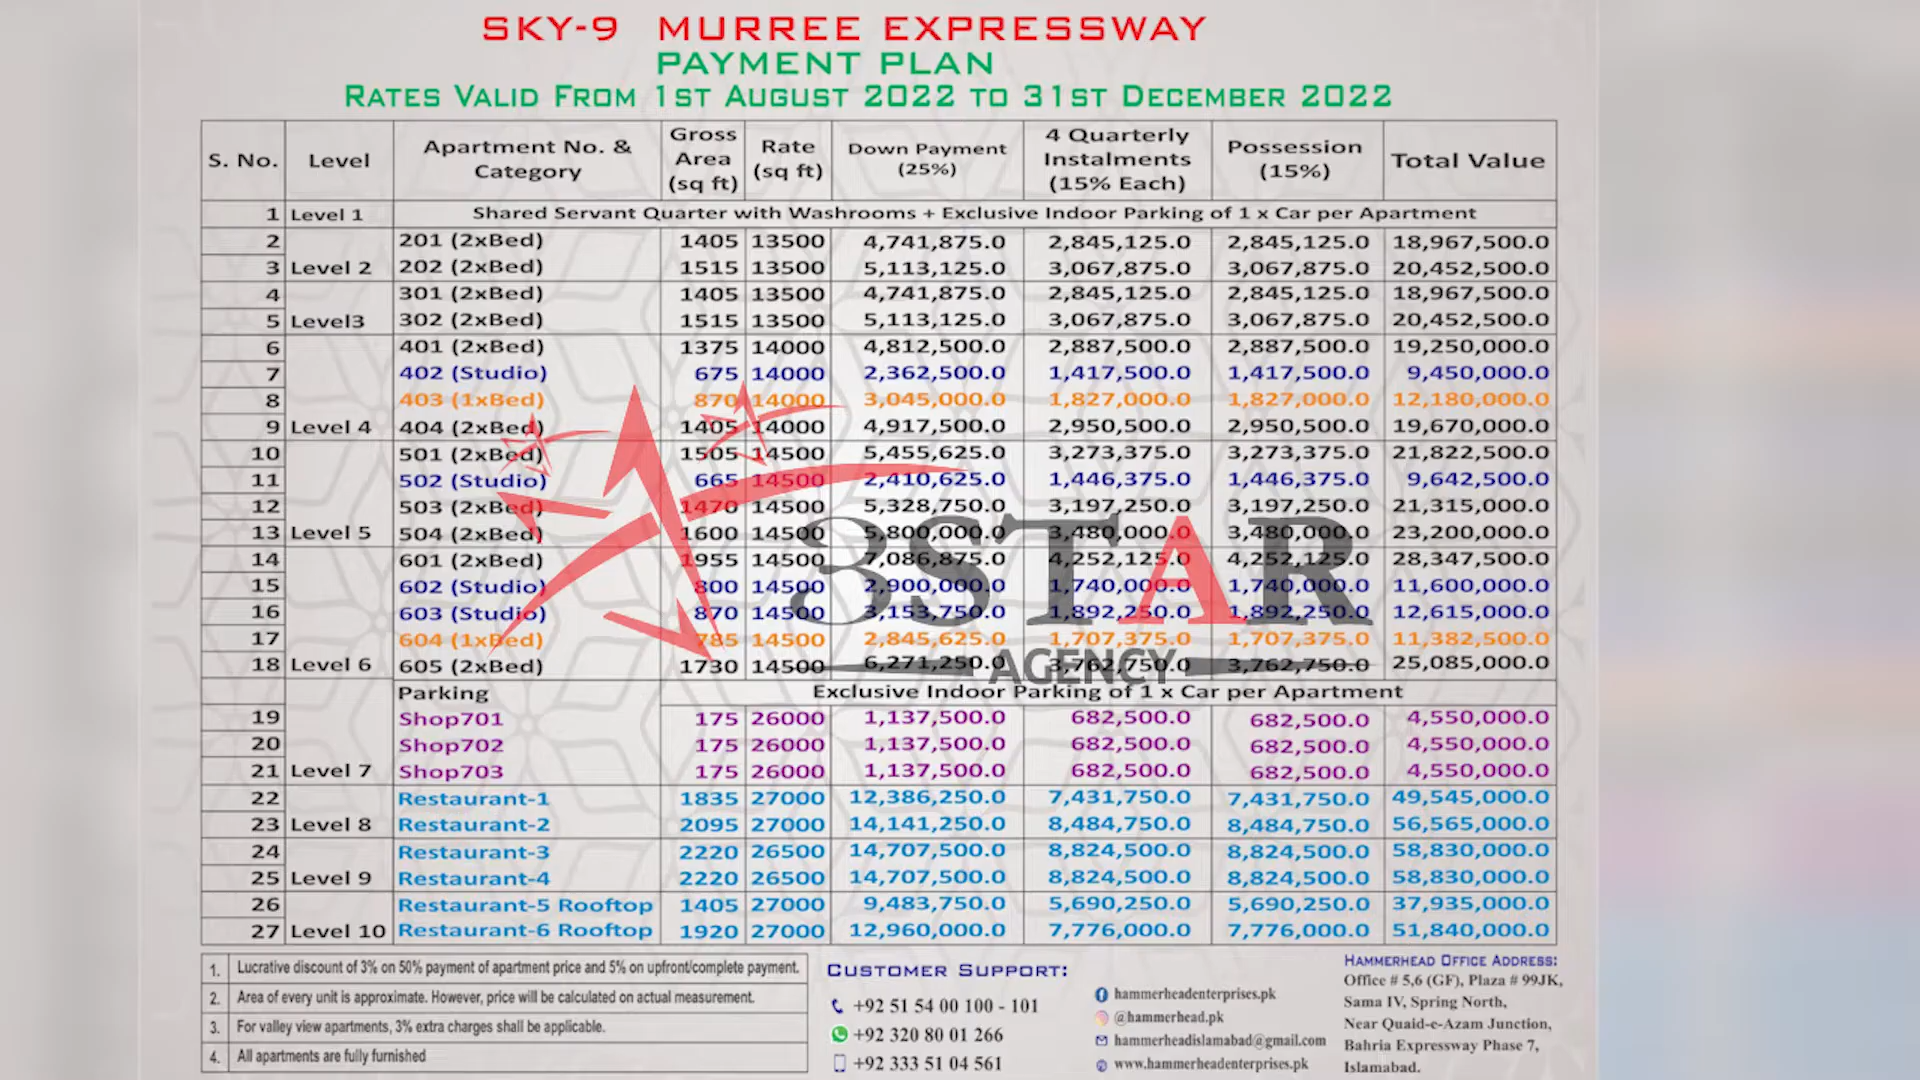 SKY-9 MURREE EXPRESSWAY
PAYMENT PLAN
RATES VALID FROM 1ST AUGUST 2022 TO 31ST DECEMBER 2022
S. No. Level Apartment No. & Category Gross Area (sq ft) Rate (sq ft) Down Payment (25%) 4 Quarterly Instalments (15% Each) Possession (15%) Total Value
1 Level 1 Shared Servant Quarter with Washrooms + Exclusive Indoor Parking of 1 x Car per Apartment
2 201 (2xBed) 1405 13500 4,741,875.0 2,845,125.0 2,845,125.0 18,967,500.0
3 Level 2 202 (2xBed) 1515 13500 5,113,125.0 3,067,875.0 3,067,875.0 20,452,500.0
4 301 (2xBed) 1405 13500 4,741,875.0 2,845,125.0 2,845,125.0 18,967,500.0
5 Level3 302 (2xBed) 1515 13500 5,113,125.0 3,067,875.0 3,067,875.0 20,452,500.0
6 401 (2xBed) 1375 14000 4,812,500.0 2,887,500.0 2,887,500.0 19,250,000.0
7 402 (Studio) 675 14000 2,362,500.0 1,417,500.0 1,417,500.0 9,450,000.0
8 403 (1xBed) 870 14000 3,045,000.0 1,827,000.0 1,827,000.0 12,180,000.0
9 Level 4 404 (2xBed) 1405 14000 4,917,500.0 2,950,500.0 2,950,500.0 19,670,000.0
10 501 (2xBed) 1505 14500 5,455,625.0 3,273,375.0 3,273,375.0 21,822,500.0
11 502 (Studio) 665 14500 2,410,625.0 1,446,375.0 1,446,375.0 9,642,500.0
12 503 (2xBed) 1470 14500 5,328,750.0 3,197,250.0 3,197,250.0 21,315,000.0
13 Level 5 504 (2xBed) 1600 14500 5,800,000.0 3,480,000.0 3,480,000.0 23,200,000.0
14 601 (2xBed) 1955 14500 7,086,875.0 4,252,125.0 4,252,125.0 28,347,500.0
15 602 (Studio) 800 14500 2,900,000.0 1,740,000.0 1,740,000.0 11,600,000.0
16 603 (Studio) 870 14500 3,153,750.0 1,892,250.0 1,892,250.0 12,615,000.0
17 604 (1xBed) 785 14500 2,845,625.0 1,707,375.0 1,707,375.0 11,382,500.0
18 Level 6 605 (2xBed) 1730 14500 6,271,250.0 3,762,750.0 3,762,750.0 25,085,000.0
Parking Exclusive Indoor Parking of 1 x Car per Apartment
19 Shop701 175 26000 1,137,500.0 682,500.0 682,500.0 4,550,000.0
20 Shop702 175 26000 1,137,500.0 682,500.0 682,500.0 4,550,000.0
21 Level 7 Shop703 175 26000 1,137,500.0 682,500.0 682,500.0 4,550,000.0
22 Restaurant-1 1835 27000 12,386,250.0 7,431,750.0 7,431,750.0 49,545,000.0
23 Level 8 Restaurant-2 2095 27000 14,141,250.0 8,484,750.0 8,484,750.0 56,565,000.0
24 Restaurant-3 2220 26500 14,707,500.0 8,824,500.0 8,824,500.0 58,830,000.0
25 Level 9 Restaurant-4 2220 26500 14,707,500.0 8,824,500.0 8,824,500.0 58,830,000.0
26 Restaurant-5 Rooftop 1405 27000 9,483,750.0 5,690,250.0 5,690,250.0 37,935,000.0
27 Level 10 Restaurant-6 Rooftop 1920 27000 12,960,000.0 7,776,000.0 7,776,000.0 51,840,000.0
3STAR
AGENCY
1. Lucrative discount of 3% on 50% payment of apartment price and 5% on upfront/complete payment.
2. Area of every unit is approximate. However, price will be calculated on actual measurement.
3. For valley view apartments, 3% extra charges shall be applicable.
4. All apartments are fully furnished
CUSTOMER SUPPORT:
+92 51 54 00 100 - 101
+92 320 80 01 266
+92 333 51 04 561
hammerheadenterprises.pk
@hammerhead.pk
hammerheadislamabad@gmail.com
www.hammerheadenterprises.pk
HAMMERHEAD OFFICE ADDRESS:
Office # 5,6 (GF), Plaza # 99JK,
Sama IV, Spring North,
Near Quaid-e-Azam Junction,
Bahria Expressway Phase 7,
Islamabad.